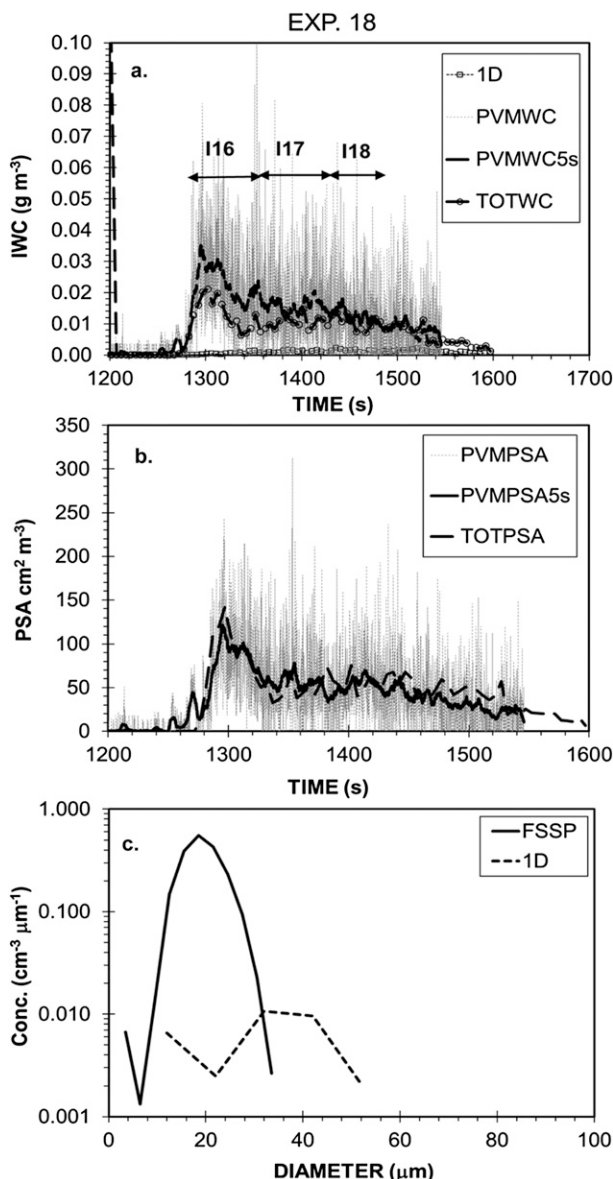 EXP. 18
a.
0.10
0.09
0.08
0.07
0.06
0.05
0.04
0.03
0.02
0.01
0.00
IWC (g m⁻³)
I16 I17 I18
1D
PVMWC
PVMWC5s
TOTWC
1200 1300 1400 1500 1600 1700
TIME (s)
b.
350
300
250
200
150
100
50
0
PSA cm² m⁻³
PVMPSA
PVMPSA5s
TOTPSA
1200 1300 1400 1500 1600
TIME (s)
c.
1.000
0.100
0.010
0.001
Conc. (cm⁻³ µm⁻¹)
FSSP
1D
0 20 40 60 80 100
DIAMETER (µm)